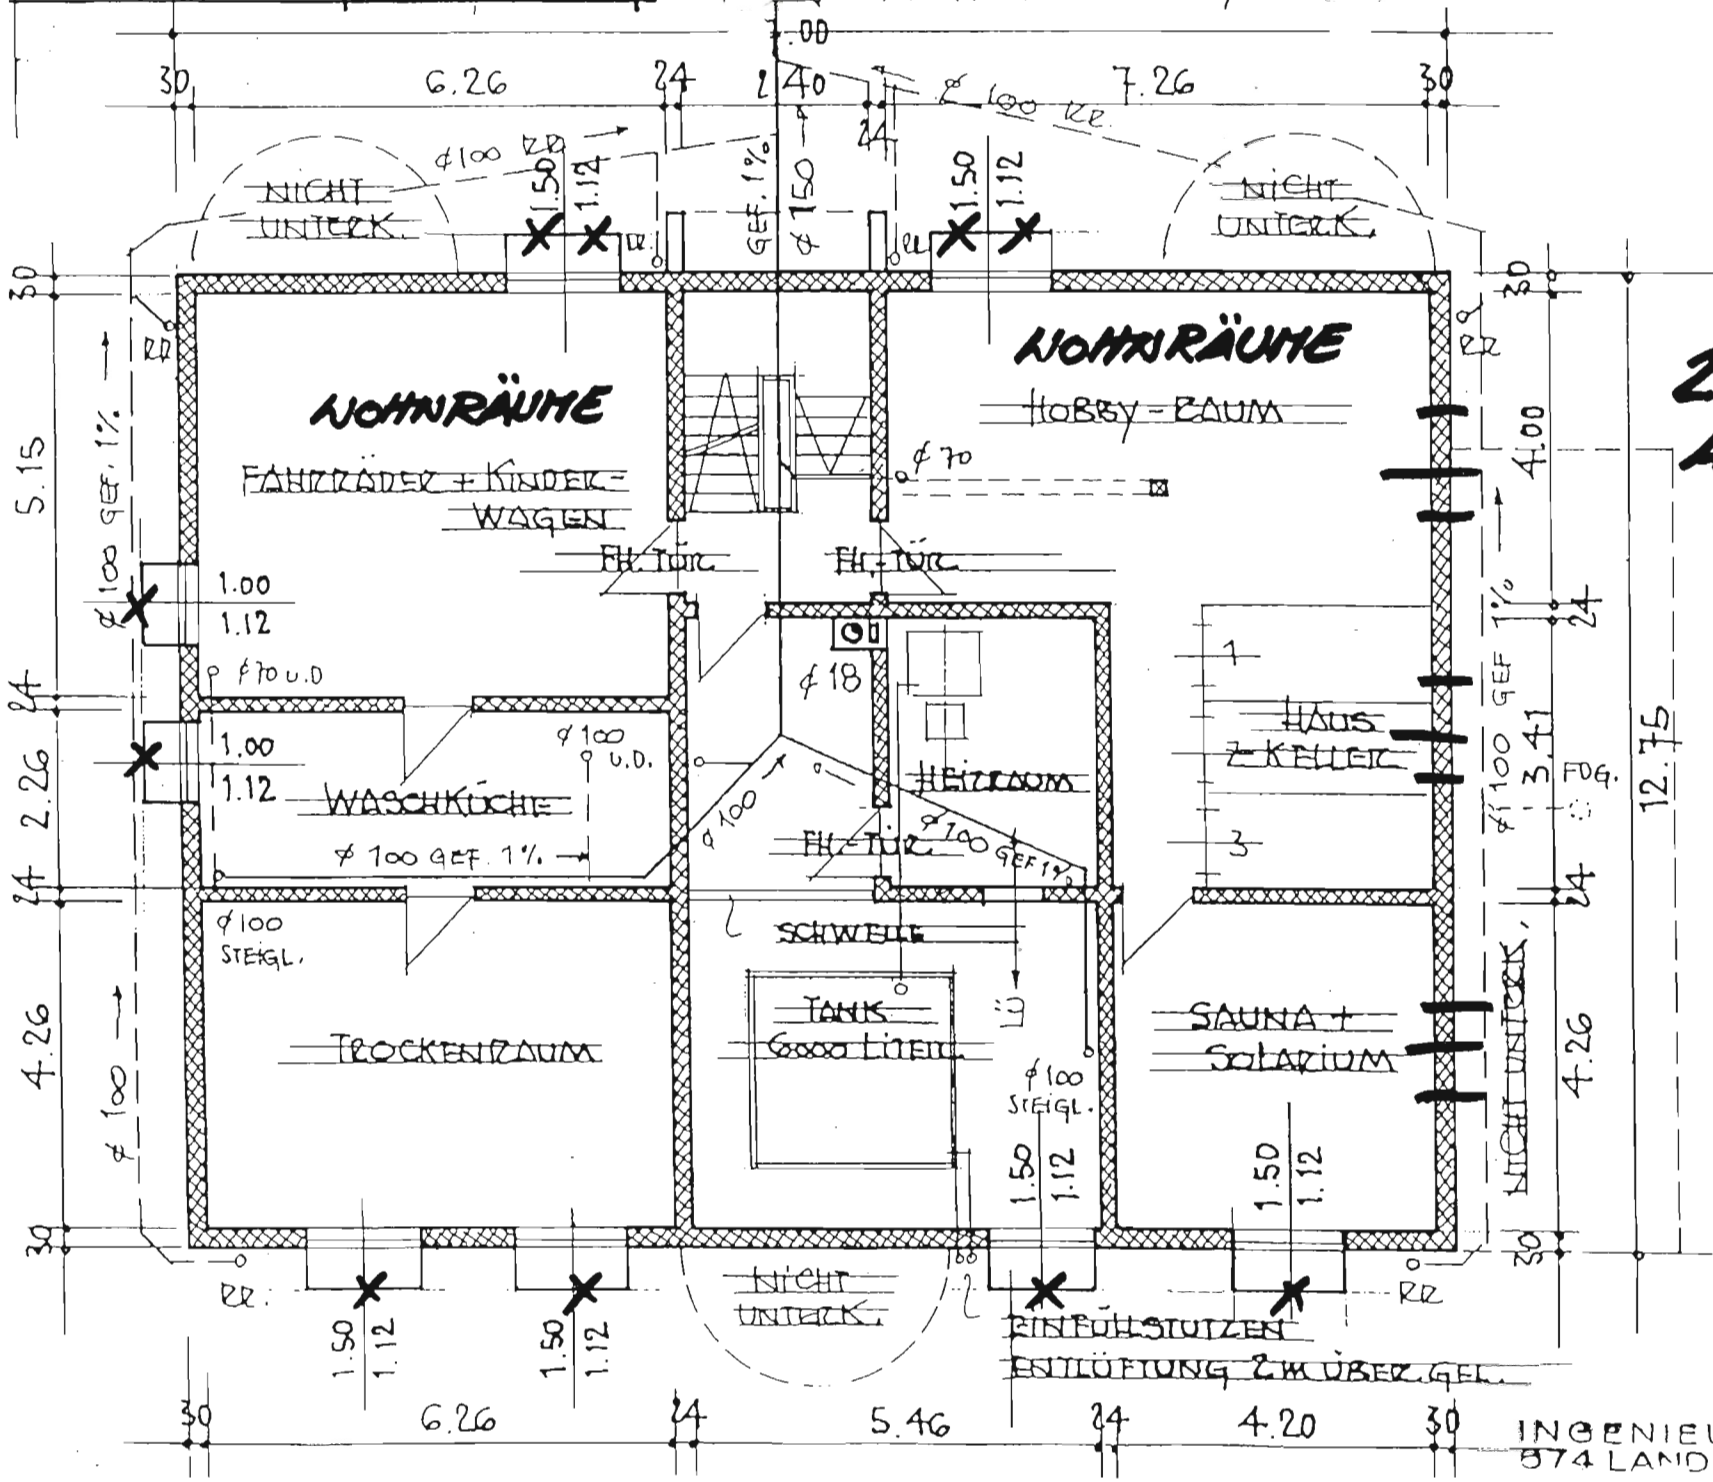 .00
30 6.26 24 2.40 24 7.26 30
ø 100 RR
ø 100 RR.
NICHT
UNTERK.
1.50
1.12
GEF. 1%
ø 150
1.50
1.12
NICHT
UNTERK.
RR
RR
30
5.15
24
2.26
24
4.26
30
ø 100 GEF. 1%
ø 100
WOHNRÄUME
FAHRRÄDER + KINDER-
WAGEN
FH. TÜR
FH.-TÜR
WOHNRÄUME
HOBBY-RAUM
ø 70
1.00
1.12
ø 70 U.D
1.00
1.12
WASCHKÜCHE
ø 100
U.D.
ø 100 GEF. 1%
ø 100
ø 18
HEIZRAUM
FH.-TÜR
ø 100 GEF 1%
HAUS
KELLER
1
2
3
ø 100
STEIGL.
TROCKENRAUM
SCHWELLE
TANK
6000 LITER
LÜ
ø 100
STEIGL.
SAUNA +
SOLARIUM
1.50
1.12
1.50
1.12
30
4.00
24
3.41
24
4.26
30
12.75
ø 100 GEF 1%
FDG.
NICHT UNTERK.
RR.
1.50
1.12
1.50
1.12
NICHT
UNTERK.
RR
EINFÜLLSTUTZEN
ENTLÜFTUNG 2 M ÜBER GEL.
30 6.26 24 5.46 24 4.20 30
INGENIEU
574 LAND